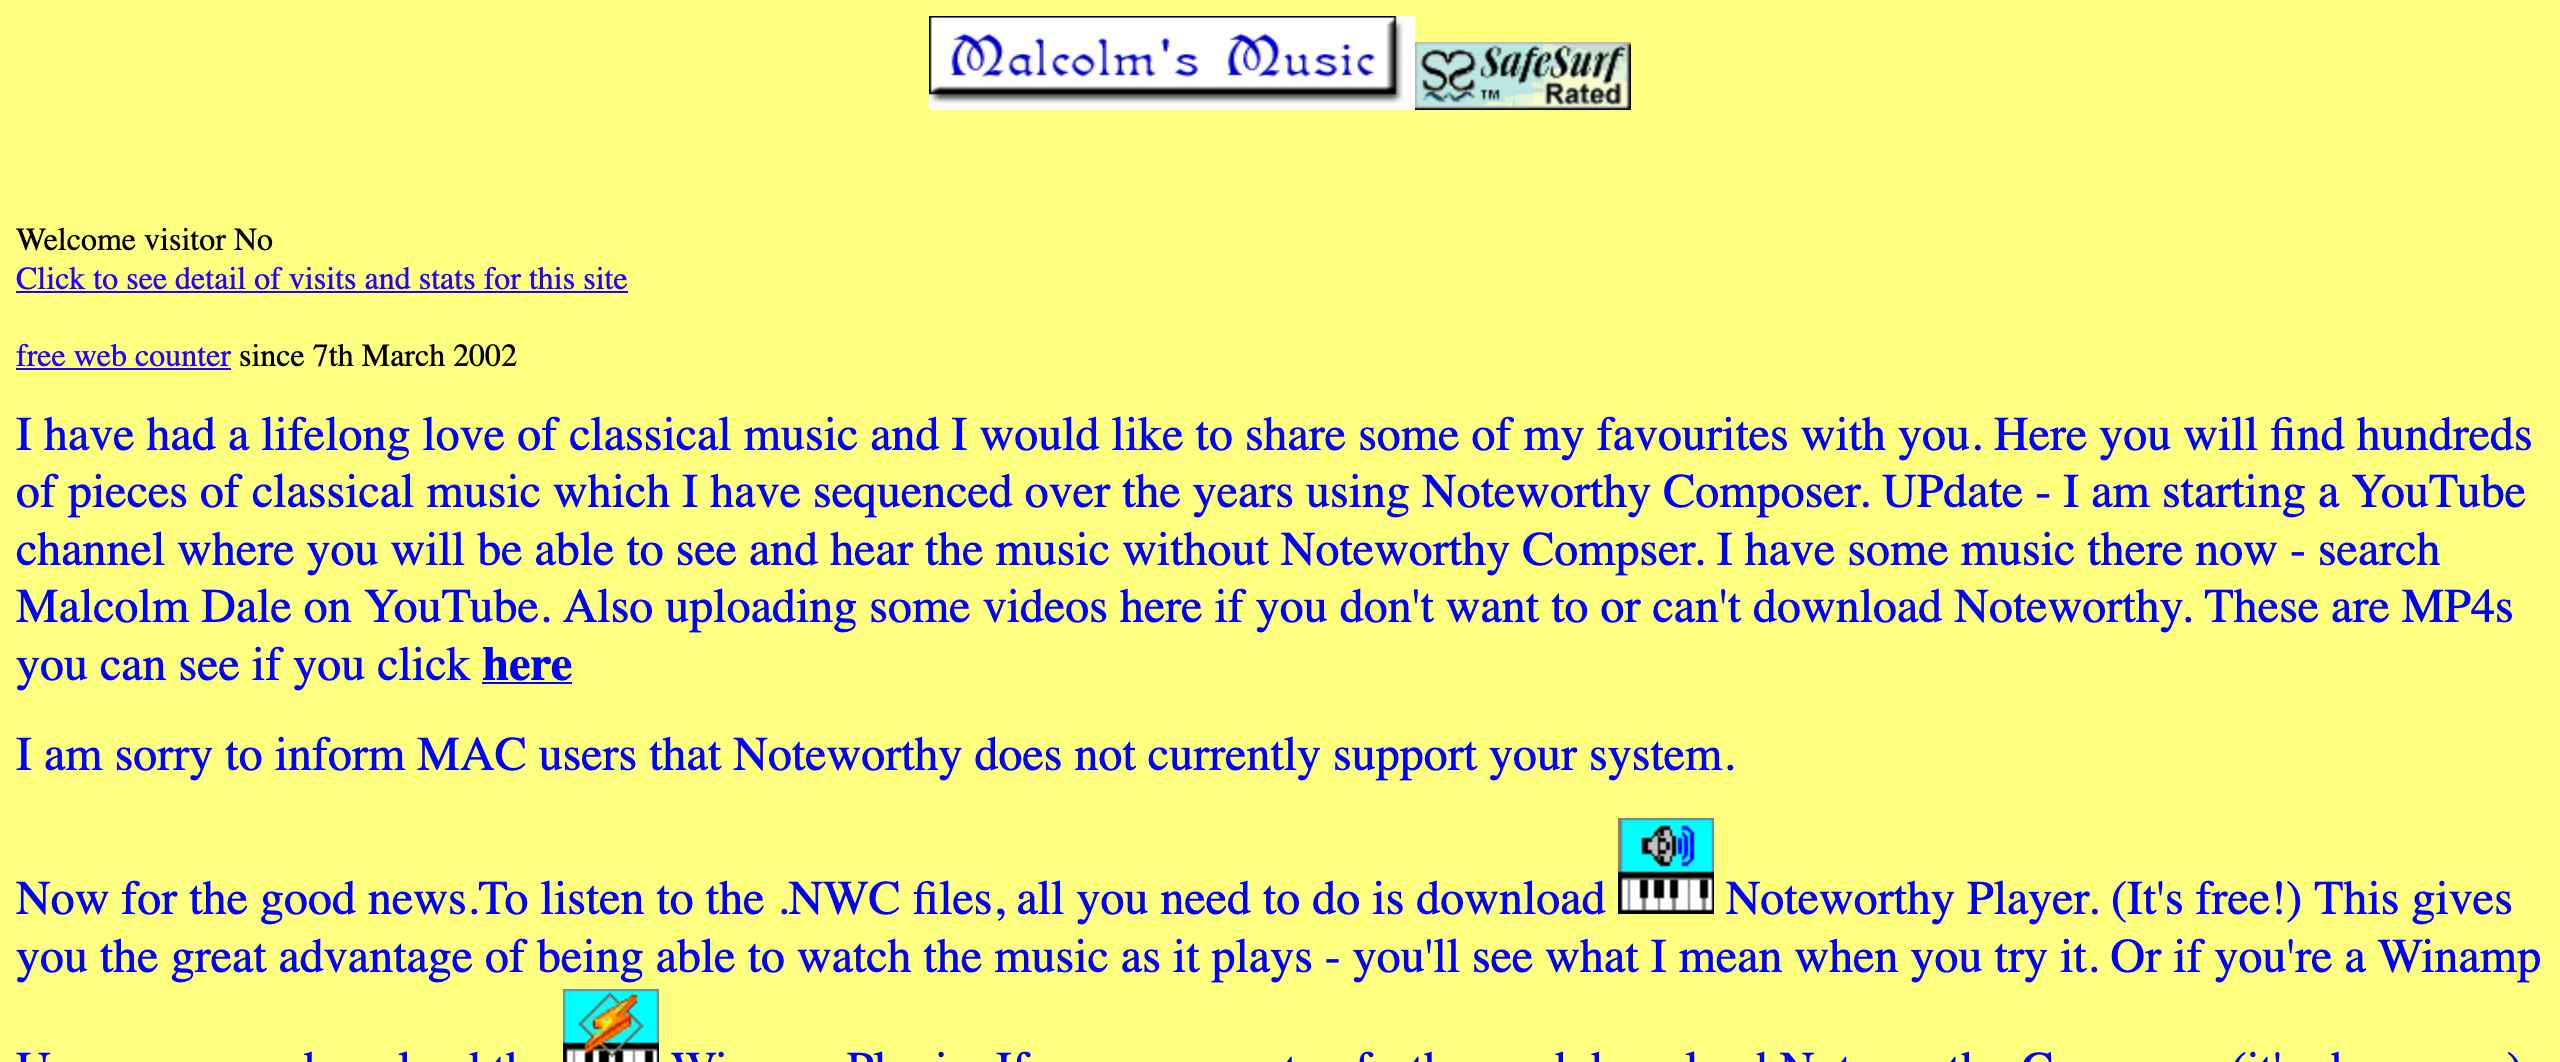 Malcolm's Music
SafeSurf
TM Rated
Welcome visitor No
Click to see detail of visits and stats for this site
free web counter since 7th March 2002
I have had a lifelong love of classical music and I would like to share some of my favourites with you. Here you will find hundreds
of pieces of classical music which I have sequenced over the years using Noteworthy Composer. UPdate - I am starting a YouTube
channel where you will be able to see and hear the music without Noteworthy Compser. I have some music there now - search
Malcolm Dale on YouTube. Also uploading some videos here if you don't want to or can't download Noteworthy. These are MP4s
you can see if you click here
I am sorry to inform MAC users that Noteworthy does not currently support your system.
Now for the good news.To listen to the .NWC files, all you need to do is download Noteworthy Player. (It's free!) This gives
you the great advantage of being able to watch the music as it plays - you'll see what I mean when you try it. Or if you're a Winamp